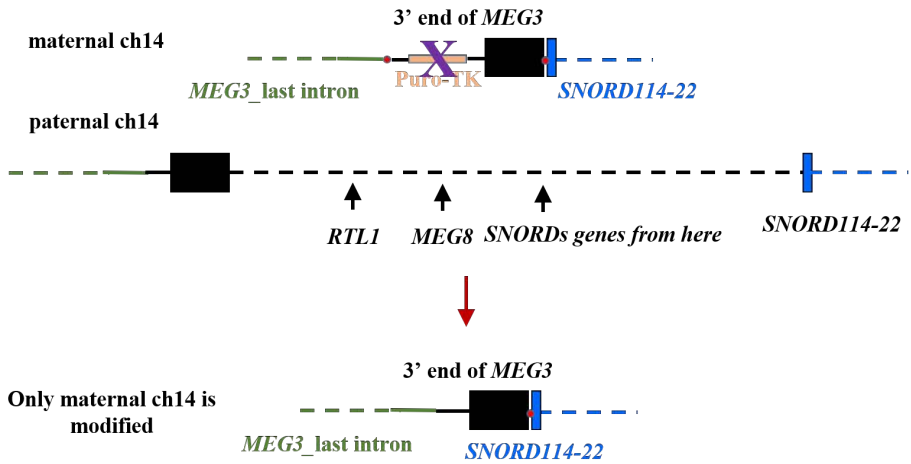 3’ end of MEG3
maternal ch14
X
Puro-TK
MEG3_last intron
SNORD114-22
paternal ch14
RTL1
MEG8
SNORDs genes from here
SNORD114-22
3’ end of MEG3
Only maternal ch14 is
modified
MEG3_last intron
SNORD114-22